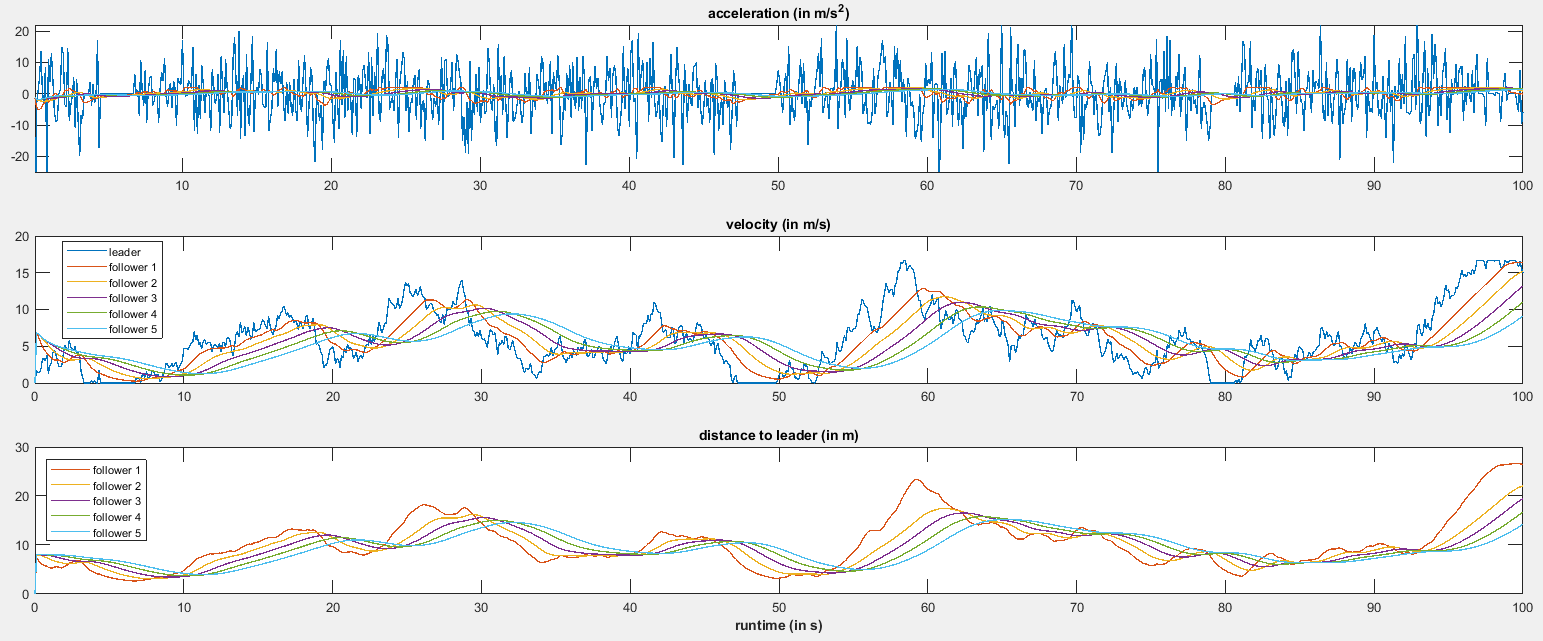 acceleration (in m/s²)
20
10
0
-10
-20
10 20 30 40 50 60 70 80 90 100
velocity (in m/s)
20
15
10
5
0
leader
follower 1
follower 2
follower 3
follower 4
follower 5
0 10 20 30 40 50 60 70 80 90 100
distance to leader (in m)
30
20
10
0
follower 1
follower 2
follower 3
follower 4
follower 5
0 10 20 30 40 50 60 70 80 90 100
runtime (in s)